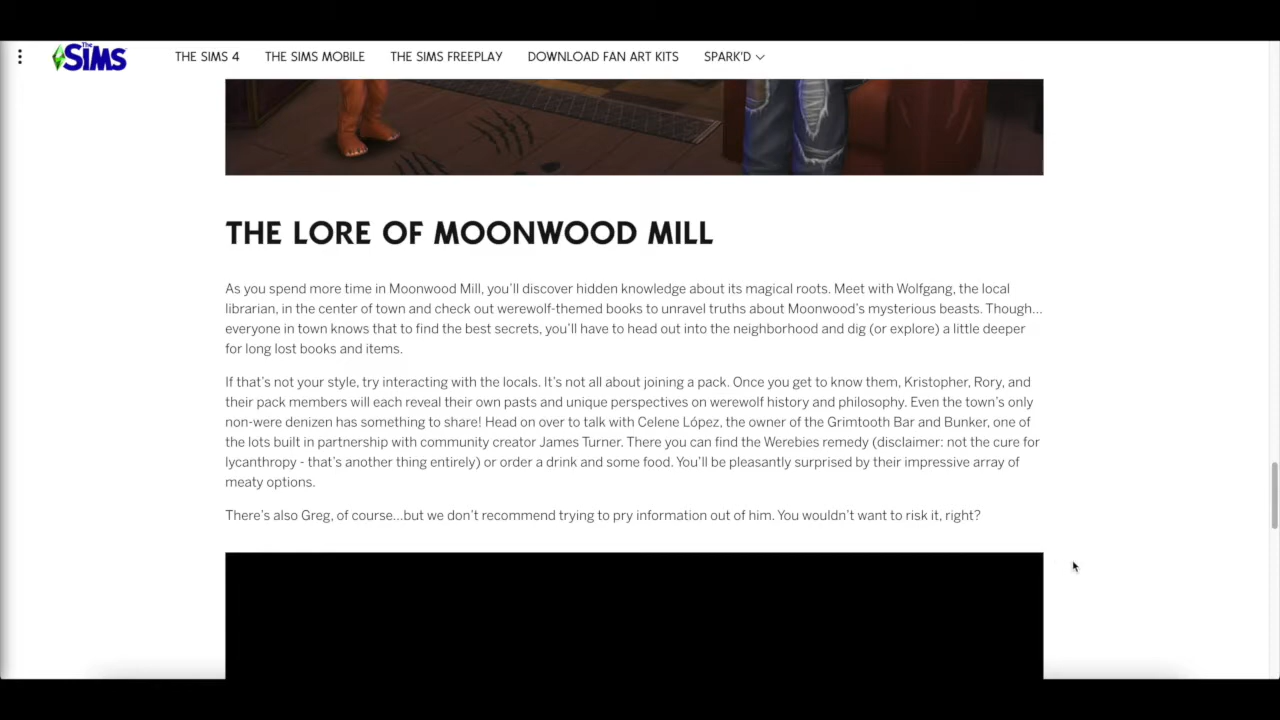 The SIMS
THE SIMS 4 THE SIMS MOBILE THE SIMS FREEPLAY DOWNLOAD FAN ART KITS SPARK'D
THE LORE OF MOONWOOD MILL
As you spend more time in Moonwood Mill, you’ll discover hidden knowledge about its magical roots. Meet with Wolfgang, the local
librarian, in the center of town and check out werewolf-themed books to unravel truths about Moonwood’s mysterious beasts. Though…
everyone in town knows that to find the best secrets, you’ll have to head out into the neighborhood and dig (or explore) a little deeper
for long lost books and items.
If that’s not your style, try interacting with the locals. It’s not all about joining a pack. Once you get to know them, Kristopher, Rory, and
their pack members will each reveal their own pasts and unique perspectives on werewolf history and philosophy. Even the town’s only
non-were denizen has something to share! Head on over to talk with Celene López, the owner of the Grimtooth Bar and Bunker, one of
the lots built in partnership with community creator James Turner. There you can find the Werebies remedy (disclaimer: not the cure for
lycanthropy - that’s another thing entirely) or order a drink and some food. You’ll be pleasantly surprised by their impressive array of
meaty options.
There’s also Greg, of course…but we don’t recommend trying to pry information out of him. You wouldn’t want to risk it, right?